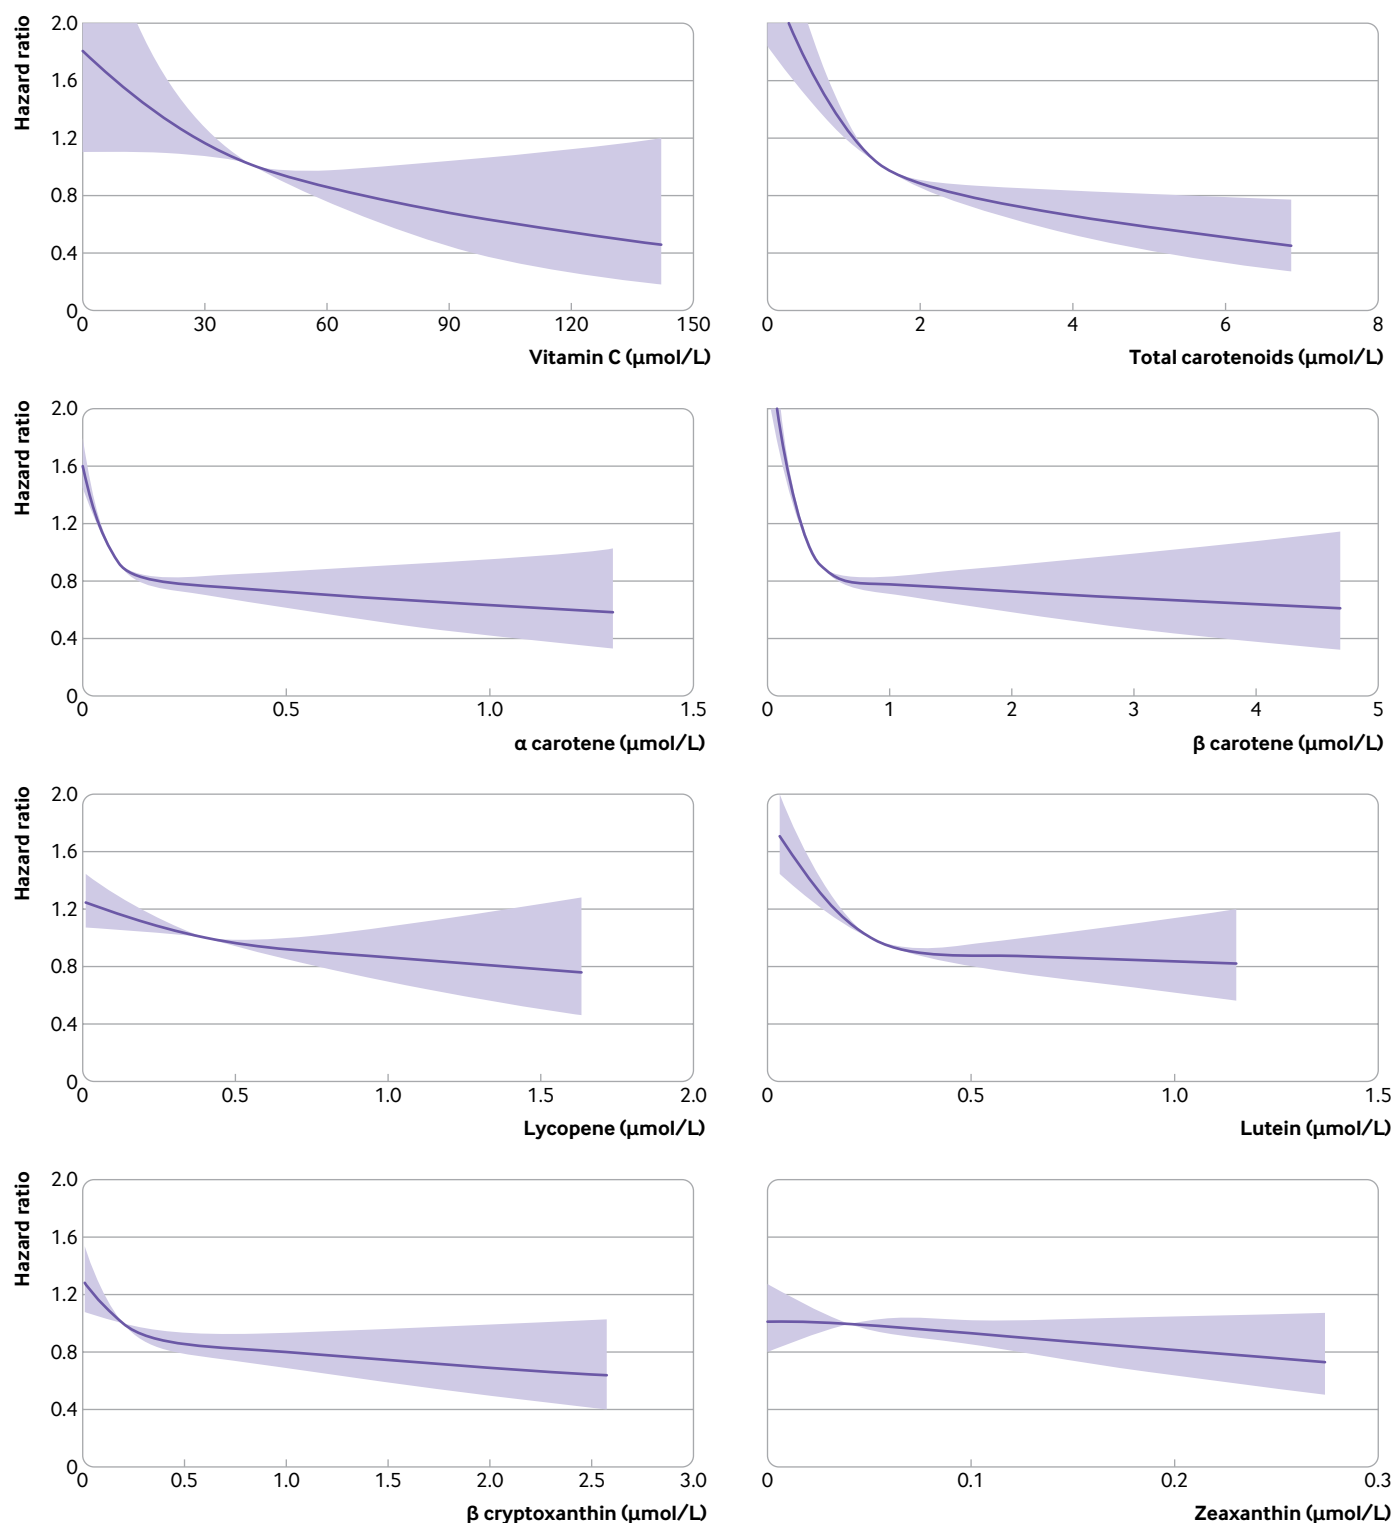 Hazard ratio
2.0
1.6
1.2
0.8
0.4
0
0 30 60 90 120 150
Vitamin C (μmol/L)
0 2 4 6 8
Total carotenoids (μmol/L)
Hazard ratio
2.0
1.6
1.2
0.8
0.4
0
0 0.5 1.0 1.5
α carotene (μmol/L)
0 1 2 3 4 5
β carotene (μmol/L)
Hazard ratio
2.0
1.6
1.2
0.8
0.4
0
0 0.5 1.0 1.5 2.0
Lycopene (μmol/L)
0 0.5 1.0 1.5
Lutein (μmol/L)
Hazard ratio
2.0
1.6
1.2
0.8
0.4
0
0 0.5 1.0 1.5 2.0 2.5 3.0
β cryptoxanthin (μmol/L)
0 0.1 0.2 0.3
Zeaxanthin (μmol/L)